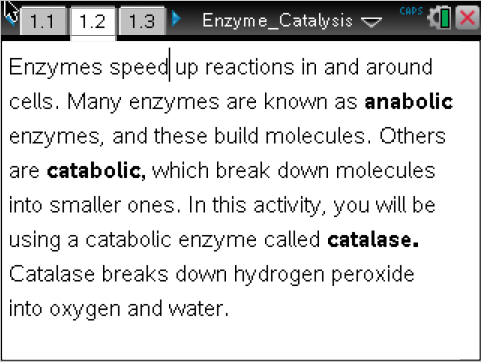 1.1 1.2 1.3 Enzyme_Catalysis CAPS
Enzymes speed up reactions in and around
cells. Many enzymes are known as anabolic
enzymes, and these build molecules. Others
are catabolic, which break down molecules
into smaller ones. In this activity, you will be
using a catabolic enzyme called catalase.
Catalase breaks down hydrogen peroxide
into oxygen and water.